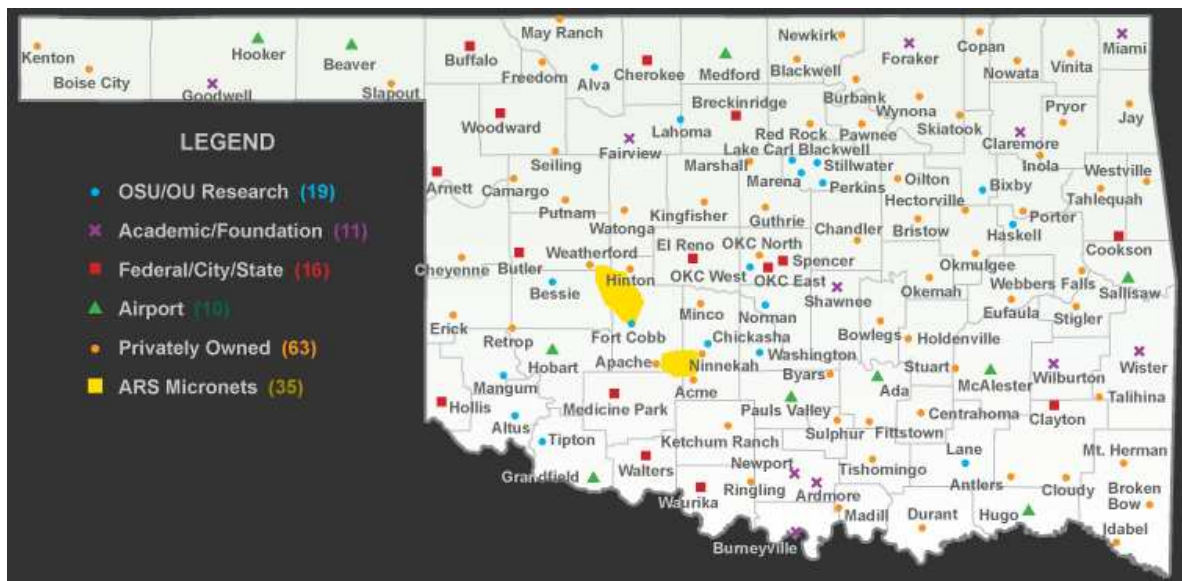 May Ranch
Newkirk
Copan
Miami
Kenton
Hooker
Beaver
Buffalo
Freedom
Cherokee
Medford
Blackwell
Foraker
Nowata
Vinita
Boise City
Goodwell
Slapout
Alva
Breckinridge
Burbank
Wynona
Pryor
Jay
Woodward
Lahoma
Red Rock
Pawnee
Skiatook
LEGEND
Fairview
Lake Carl Blackwell
Claremore
Seiling
Marshall
Stillwater
Inola
Westville
Arnett
Camargo
Marena
Perkins
Oilton
Bixby
Tahlequah
OSU/OU Research (19)
Putnam
Kingfisher
Guthrie
Hectorville
Porter
Academic/Foundation (11)
Watonga
Chandler
Bristow
Haskell
Cookson
Weatherford
El Reno
OKC North
Federal/City/State (16)
Cheyenne
Butler
Hinton
OKC West
Spencer
OKC East
Okmulgee
Webbers Falls
Sallisaw
Bessie
Shawnee
Okemah
Airport (10)
Minco
Norman
Eufaula
Stigler
Erick
Retrop
Fort Cobb
Chickasha
Bowlegs
Holdenville
Privately Owned (63)
Hobart
Apache
Ninnekah
Washington
Byars
Stuart
Wilburton
Wister
ARS Micronets (35)
Mangum
Acme
Ada
McAlester
Hollis
Medicine Park
Pauls Valley
Centrahoma
Clayton
Talihina
Altus
Tipton
Ketchum Ranch
Sulphur
Fittstown
Grandfield
Walters
Newport
Tishomingo
Lane
Mt. Herman
Waurika
Ringling
Ardmore
Antlers
Cloudy
Broken
Bow
Madill
Durant
Hugo
Idabel
Burneyville